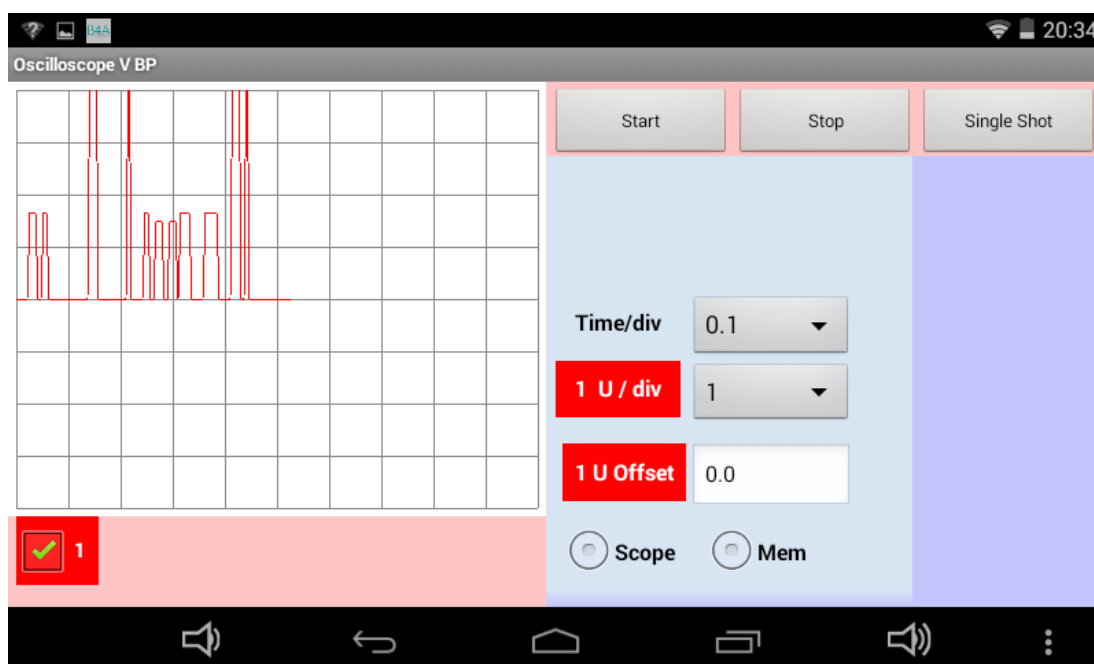 B4A
20:34
Oscilloscope V BP
Start
Stop
Single Shot
Time/div
0.1
1 U / div
1
1 U Offset
0.0
Scope
Mem
1